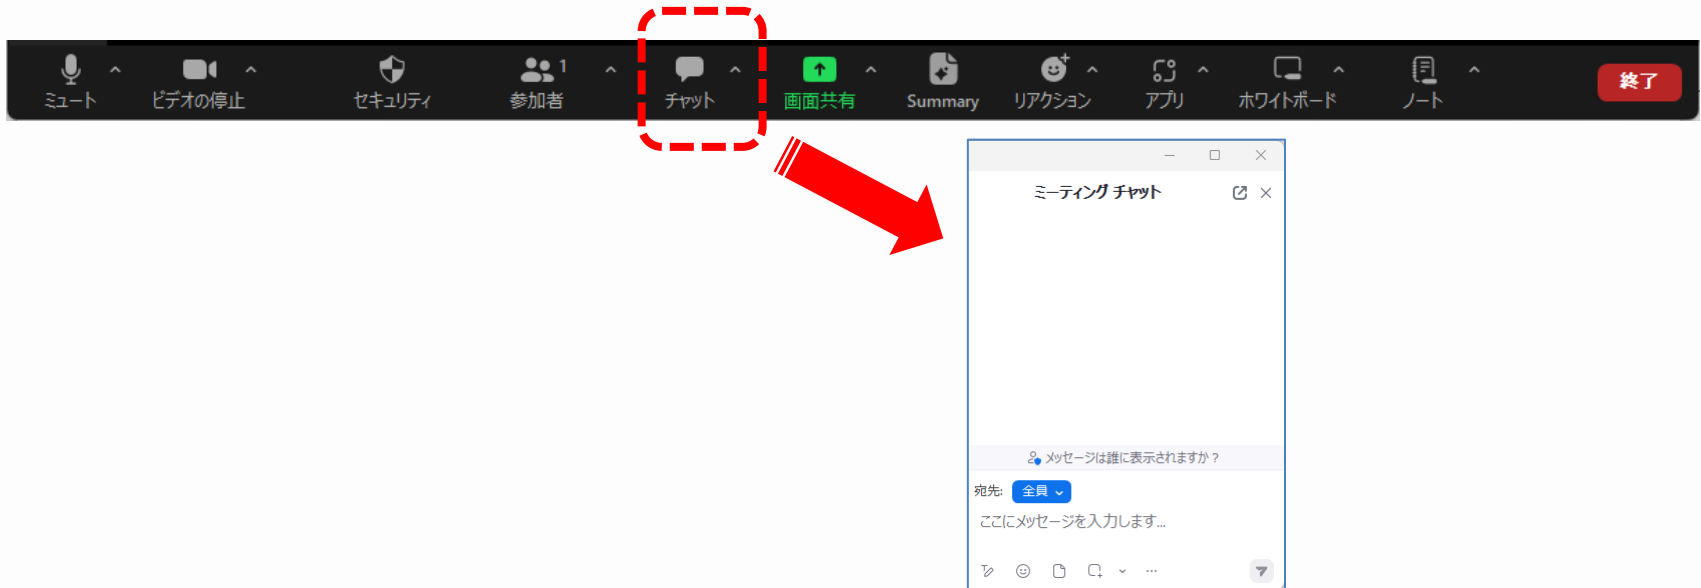 1
ミュート ビデオの停止 セキュリティ 参加者 チャット 画面共有 Summary リアクション アプリ ホワイトボード ノート 終了
ミーティング チャット
メッセージは誰に表示されますか？
宛先: 全員
ここにメッセージを入力します...